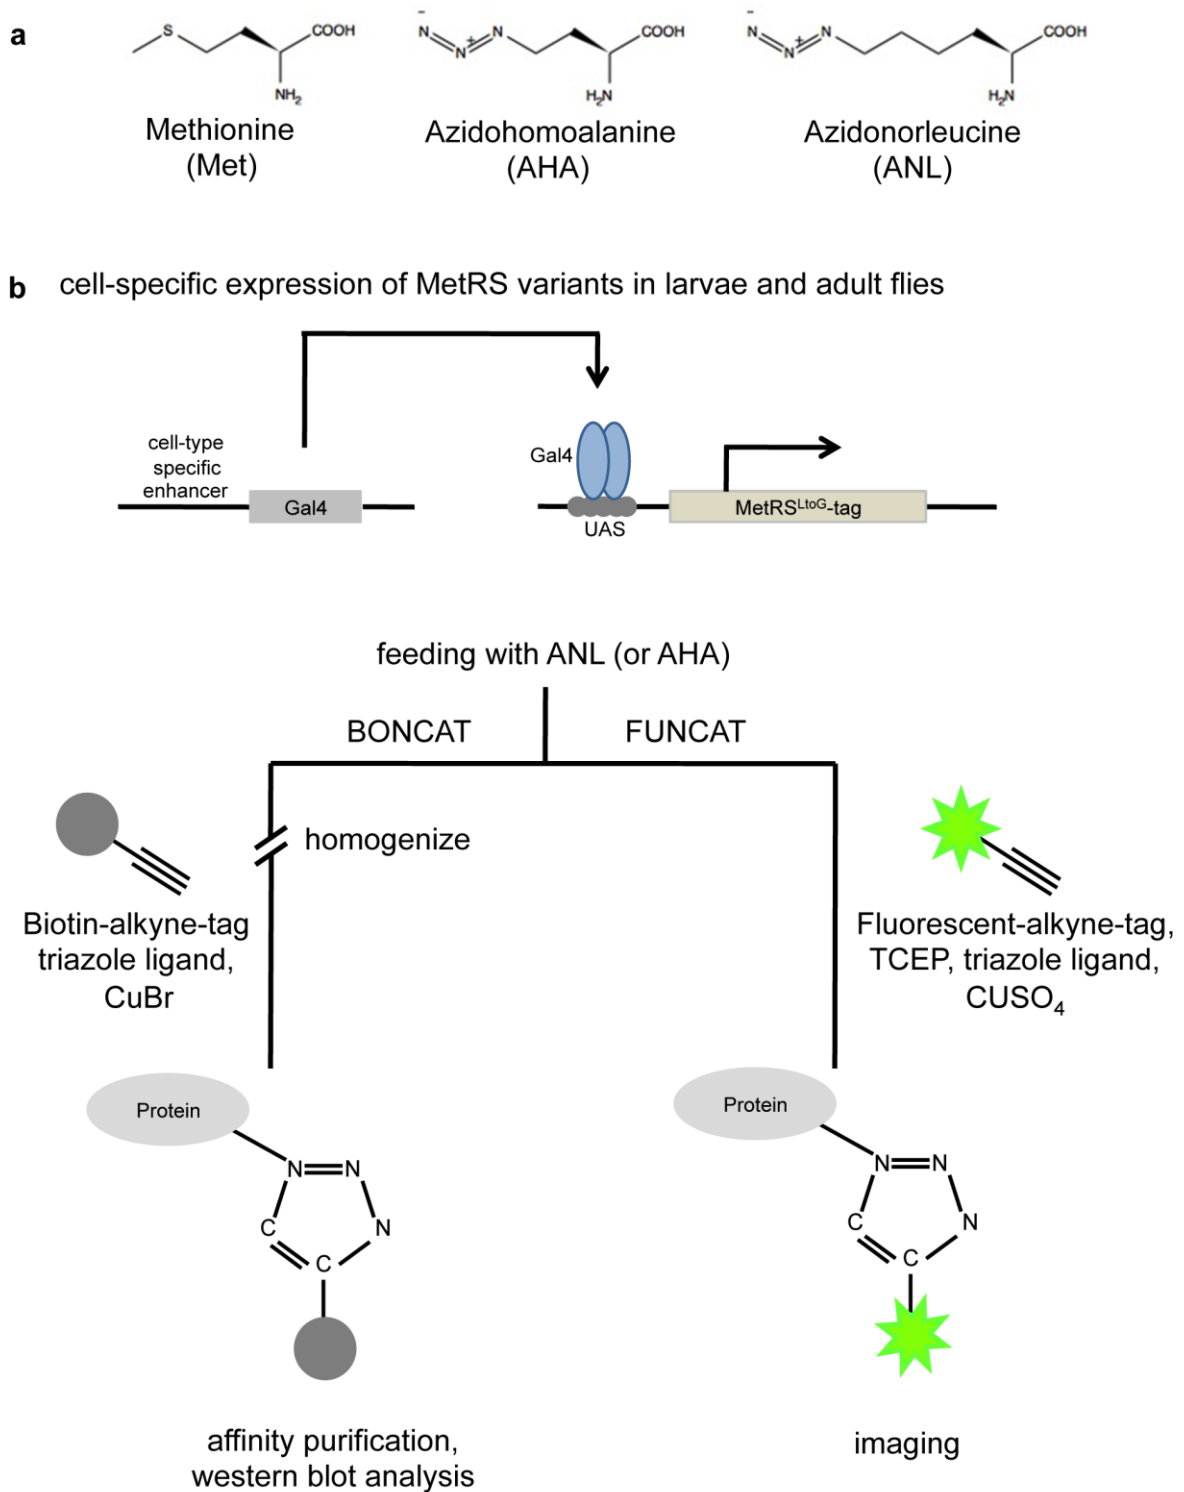 a
S
COOH
NH₂
Methionine
(Met)
−
N
N
+
N
COOH
H₂N
Azidohomoalanine
(AHA)
−
N
N
+
N
COOH
H₂N
Azidonorleucine
(ANL)
b cell-specific expression of MetRS variants in larvae and adult flies
cell-type
specific
enhancer
Gal4
Gal4
UAS
MetRS^LtoG-tag
feeding with ANL (or AHA)
BONCAT
FUNCAT
homogenize
Biotin-alkyne-tag
triazole ligand,
CuBr
Fluorescent-alkyne-tag,
TCEP, triazole ligand,
CUSO₄
Protein
N
N
C
N
C
Protein
N
N
C
N
C
affinity purification,
western blot analysis
imaging